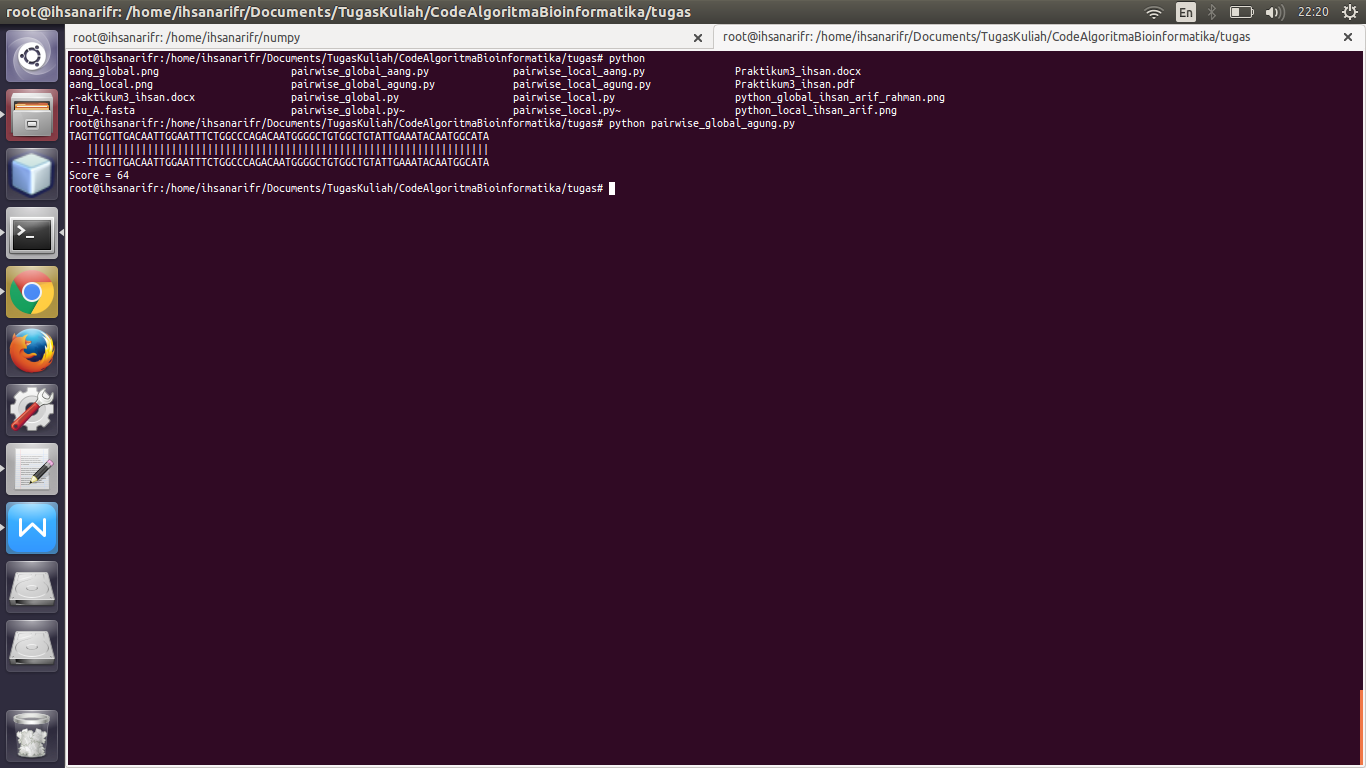 root@ihsanarifr: /home/ihsanarifr/Documents/TugasKuliah/CodeAlgoritmaBioinformatika/tugas En 22:20
root@ihsanarifr: /home/ihsanarifr/numpy root@ihsanarifr: /home/ihsanarifr/Documents/TugasKuliah/CodeAlgoritmaBioinformatika/tugas
root@ihsanarifr:/home/ihsanarifr/Documents/TugasKuliah/CodeAlgoritmaBioinformatika/tugas# python
aang_global.png pairwise_global_aang.py pairwise_local_aang.py Praktikum3_ihsan.docx
aang_local.png pairwise_global_agung.py pairwise_local_agung.py Praktikum3_ihsan.pdf
.~aktikum3_ihsan.docx pairwise_global.py pairwise_local.py python_global_ihsan_arif_rahman.png
flu_A.fasta pairwise_global.py~ pairwise_local.py~ python_local_ihsan_arif.png
root@ihsanarifr:/home/ihsanarifr/Documents/TugasKuliah/CodeAlgoritmaBioinformatika/tugas# python pairwise_global_agung.py
TAGTTGGTTGACAATTGGAATTTCTGGCCCAGACAATGGGGCTGTGGCTGTATTGAAATACAATGGCATA
   |||||||||||||||||||||||||||||||||||||||||||||||||||||||||||||||||||
---TTGGTTGACAATTGGAATTTCTGGCCCAGACAATGGGGCTGTGGCTGTATTGAAATACAATGGCATA
Score = 64
root@ihsanarifr:/home/ihsanarifr/Documents/TugasKuliah/CodeAlgoritmaBioinformatika/tugas#